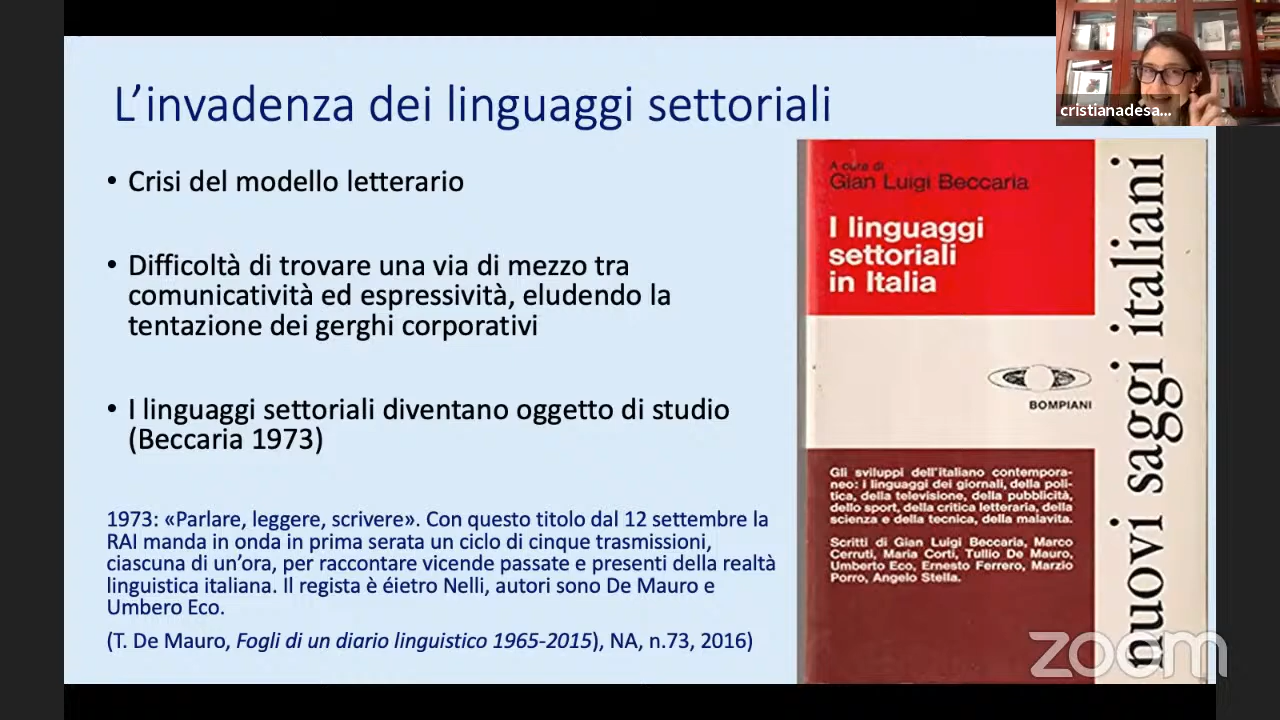 L'invadenza dei linguaggi settoriali
cristianadesa...
• Crisi del modello letterario
• Difficoltà di trovare una via di mezzo tra
comunicatività ed espressività, eludendo la
tentazione dei gerghi corporativi
• I linguaggi settoriali diventano oggetto di studio
(Beccaria 1973)
1973: «Parlare, leggere, scrivere». Con questo titolo dal 12 settembre la
RAI manda in onda in prima serata un ciclo di cinque trasmissioni,
ciascuna di un'ora, per raccontare vicende passate e presenti della realtà
linguistica italiana. Il regista è éietro Nelli, autori sono De Mauro e
Umbero Eco.
(T. De Mauro, Fogli di un diario linguistico 1965-2015), NA, n.73, 2016)
A cura di
Gian Luigi Beccaria
I linguaggi
settoriali
in Italia
BOMPIANI
Gli sviluppi dell'italiano contempora-
neo: i linguaggi dei giornali, della poli-
tica, della televisione, della pubblicità,
dello sport, della critica letteraria, della
scienza e della tecnica, della malavita.
Scritti di Gian Luigi Beccaria, Marco
Cerruti, Maria Corti, Tullio De Mauro,
Umberto Eco, Ernesto Ferrero, Marzio
Porro, Angelo Stella.
nuovi saggi italiani
zoom